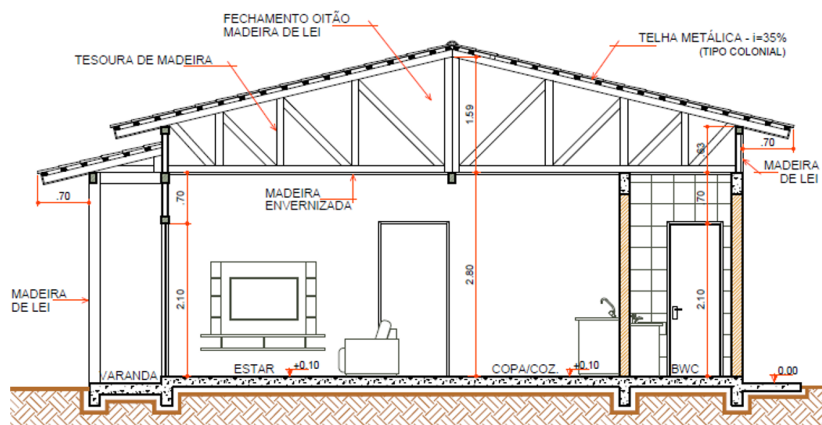 FECHAMENTO OITÃO
MADEIRA DE LEI
TELHA METÁLICA - i=35%
(TIPO COLONIAL)
TESOURA DE MADEIRA
1.59
.63
.70
MADEIRA
DE LEI
.70
MADEIRA
ENVERNIZADA
.70
.70
2.80
2.10
2.10
MADEIRA
DE LEI
VARANDA
ESTAR
+0.10
COPA/COZ.
+0.10
BWC
0.00